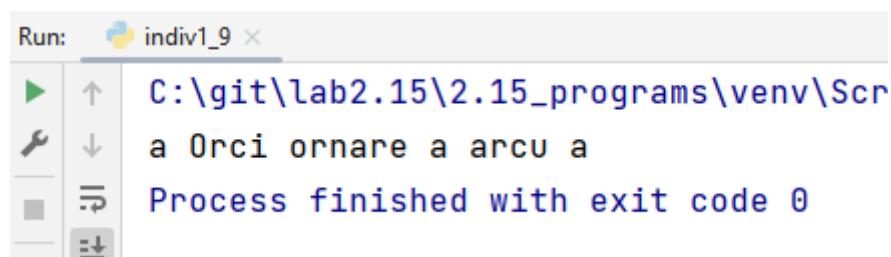 Run: indiv1_9
C:\git\lab2.15\2.15_programs\venv\Scr
a Orci ornare a arcu a
Process finished with exit code 0